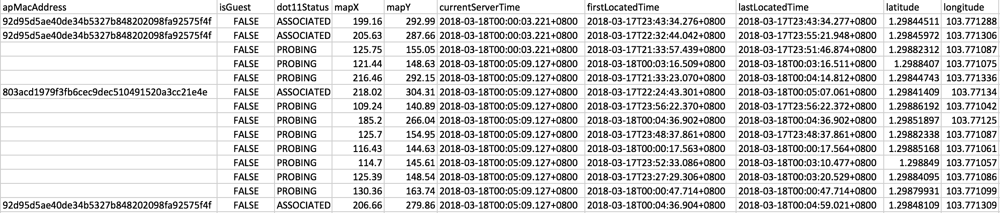 apMacAddress isGuest dot11Status mapX mapY currentServerTime firstLocatedTime lastLocatedTime latitude longitude
92d95d5ae40de34b5327b848202098fa92575f4f FALSE ASSOCIATED 199.16 292.99 2018-03-18T00:00:03.221+0800 2018-03-17T23:43:34.276+0800 2018-03-17T23:43:34.277+0800 1.29844511 103.771288
92d95d5ae40de34b5327b848202098fa92575f4f FALSE ASSOCIATED 205.63 287.66 2018-03-18T00:00:03.221+0800 2018-03-17T22:32:44.042+0800 2018-03-17T23:55:21.948+0800 1.29845972 103.771306
FALSE PROBING 125.75 155.05 2018-03-18T00:00:03.221+0800 2018-03-17T21:33:57.439+0800 2018-03-17T23:51:46.874+0800 1.29882312 103.771087
FALSE PROBING 121.44 148.63 2018-03-18T00:05:09.127+0800 2018-03-18T00:03:16.509+0800 2018-03-18T00:03:16.511+0800 1.2988407 103.771075
FALSE PROBING 216.46 292.15 2018-03-18T00:05:09.127+0800 2018-03-17T21:33:23.070+0800 2018-03-18T00:04:14.812+0800 1.29844743 103.771336
803acd1979f3fb6cec9dec510491520a3cc21e4e FALSE ASSOCIATED 218.02 304.31 2018-03-18T00:05:09.127+0800 2018-03-17T22:24:43.301+0800 2018-03-18T00:05:07.061+0800 1.29841409 103.77134
FALSE PROBING 109.24 140.89 2018-03-18T00:05:09.127+0800 2018-03-17T23:56:22.370+0800 2018-03-17T23:56:22.372+0800 1.29886192 103.771042
FALSE PROBING 185.2 266.04 2018-03-18T00:05:09.127+0800 2018-03-18T00:04:36.902+0800 2018-03-18T00:04:36.902+0800 1.29851897 103.77125
FALSE PROBING 125.7 154.95 2018-03-18T00:05:09.127+0800 2018-03-17T23:48:37.861+0800 2018-03-17T23:48:37.861+0800 1.29882338 103.771087
FALSE PROBING 116.43 144.63 2018-03-18T00:05:09.127+0800 2018-03-18T00:00:17.563+0800 2018-03-18T00:00:17.564+0800 1.29885168 103.771061
FALSE PROBING 114.7 145.61 2018-03-18T00:05:09.127+0800 2018-03-17T23:52:33.086+0800 2018-03-18T00:03:10.477+0800 1.298849 103.771057
FALSE PROBING 125.39 148.54 2018-03-18T00:05:09.127+0800 2018-03-17T23:27:29.306+0800 2018-03-18T00:03:20.529+0800 1.29884095 103.771086
FALSE PROBING 130.36 163.74 2018-03-18T00:05:09.127+0800 2018-03-18T00:00:47.714+0800 2018-03-18T00:00:47.714+0800 1.29879931 103.771099
92d95d5ae40de34b5327b848202098fa92575f4f FALSE ASSOCIATED 206.66 279.86 2018-03-18T00:05:09.127+0800 2018-03-18T00:04:36.904+0800 2018-03-18T00:04:59.021+0800 1.29848109 103.771309